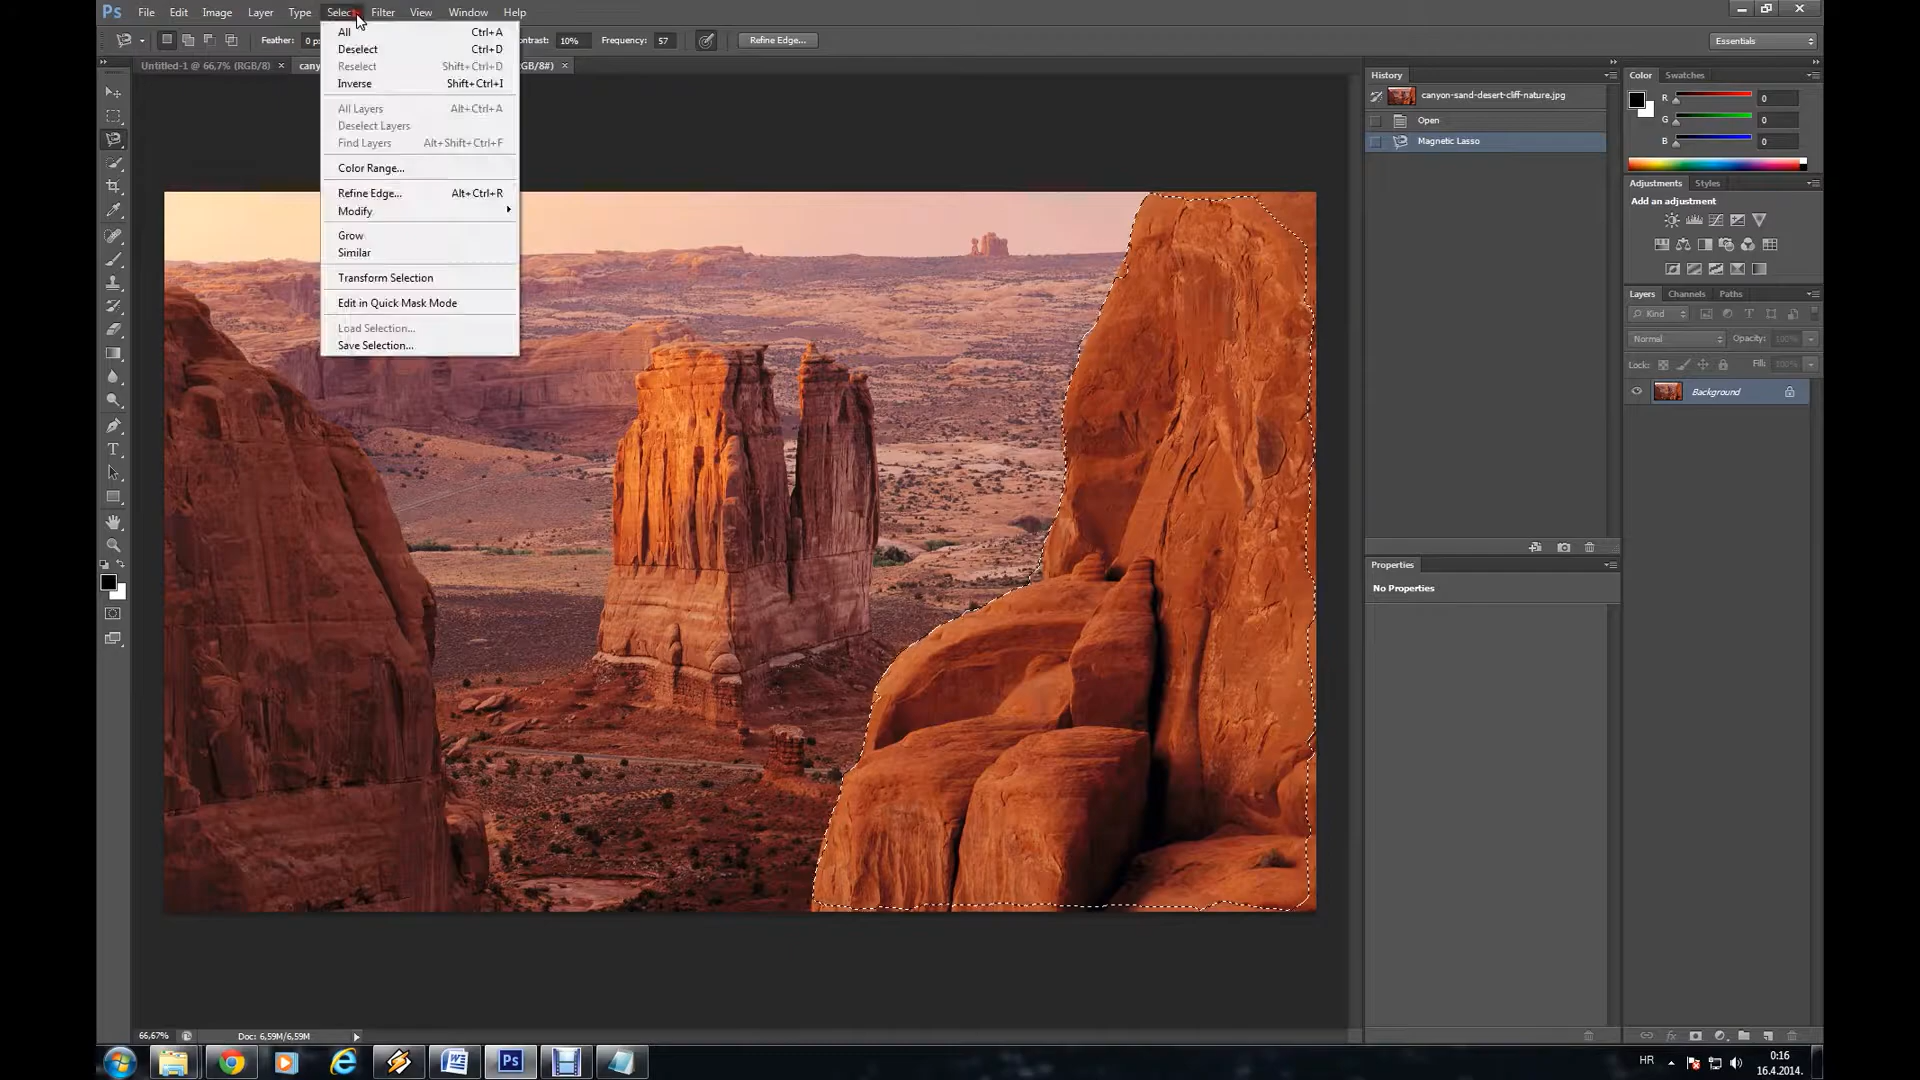 Ps File Edit Image Layer Type Select Filter View Window Help
Feather: 0 px Contrast: 10% Frequency: 57 Refine Edge... Essentials
Untitled-1 @ 66,7% (RGB/8) × RGB/8#) ×
All Ctrl+A
Deselect Ctrl+D
Reselect Shift+Ctrl+D
Inverse Shift+Ctrl+I
All Layers Alt+Ctrl+A
Deselect Layers
Find Layers Alt+Shift+Ctrl+F
Color Range...
Refine Edge... Alt+Ctrl+R
Modify
Grow
Similar
Transform Selection
Edit in Quick Mask Mode
Load Selection...
Save Selection...
History
canyon-sand-desert-cliff-nature.jpg
Open
Magnetic Lasso
Properties
No Properties
Color Swatches
R 0
G 0
B 0
Adjustments Styles
Add an adjustment
Layers Channels Paths
Kind
Normal Opacity: 100%
Lock: Fill: 100%
Background
66,67% Doc: 6,59M/6,59M
HR 0:16
16.4.2014.